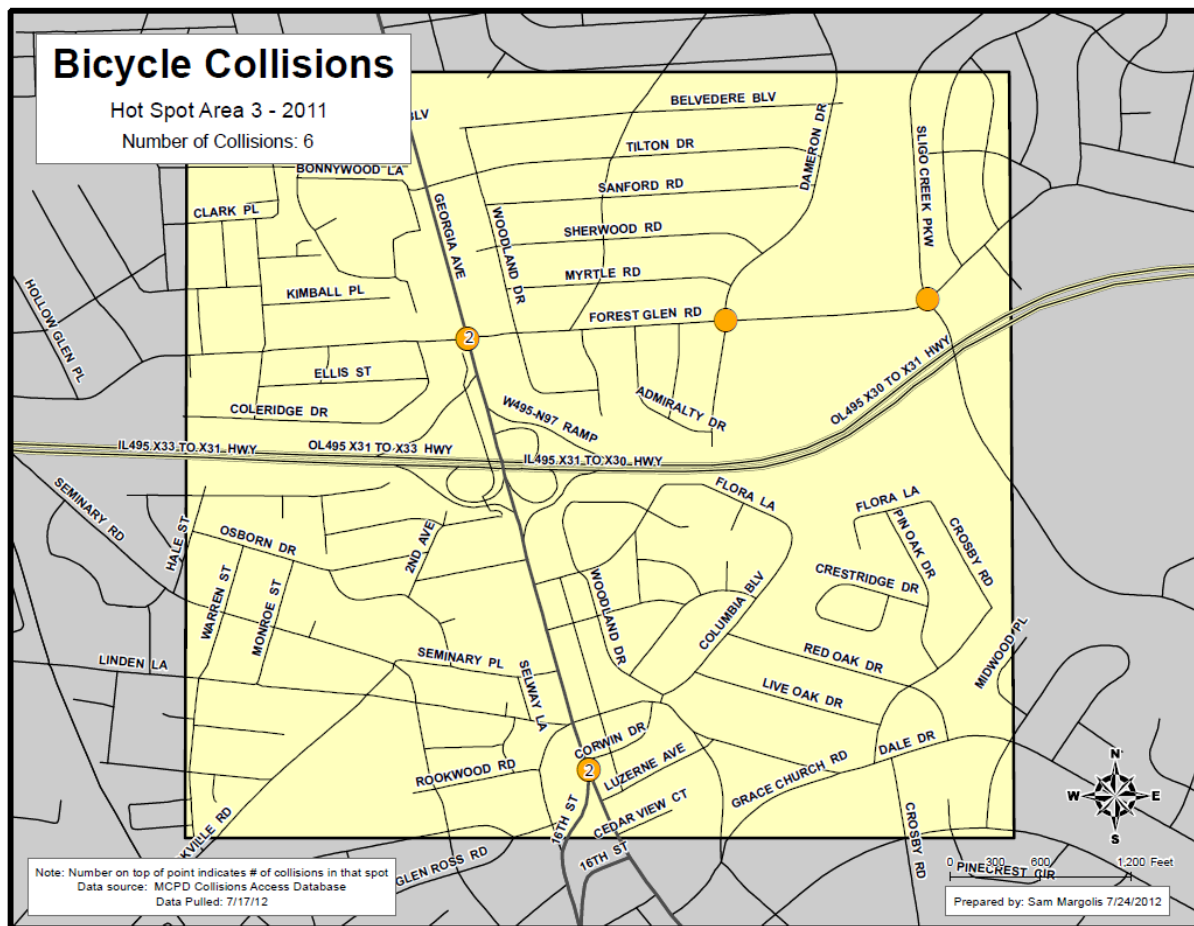 Bicycle Collisions
Hot Spot Area 3 - 2011
Number of Collisions: 6
BLV
BELVEDERE BLV
TILTON DR
DAMERON DR
SLIGO CREEK PKW
BONNYWOOD LA
SANFORD RD
CLARK PL
GEORGIA AVE
WOODLAND DR
SHERWOOD RD
MYRTLE RD
HOLLOW GLEN PL
KIMBALL PL
FOREST GLEN RD
2
ELLIS ST
OL495 X30 TO X31 HWY
COLERIDGE DR
W495-N97 RAMP
ADMIRALTY DR
IL495 X33 TO X31 HWY
OL495 X31 TO X33 HWY
IL495 X31 TO X30 HWY
SEMINARY RD
HALE ST
OSBORN DR
2ND AVE
FLORA LA
FLORA LA
PIN OAK DR
CROSBY RD
WARREN ST
MONROE ST
WOODLAND DR
COLUMBIA BLV
CRESTRIDGE DR
LINDEN LA
SEMINARY PL
SELWAY LA
RED OAK DR
MIDWOOD PL
LIVE OAK DR
CORWIN DR
2
LUZERNE AVE
ROOKWOOD RD
GRACE CHURCH RD
DALE DR
N
W E
S
16TH ST
CEDAR VIEW CT
KVILLE RD
GLEN ROSS RD
16TH ST
CROSBY RD
PINECREST CIR
0 300 600 1,200 Feet
Note: Number on top of point indicates # of collisions in that spot
Data source: MCPD Collisions Access Database
Data Pulled: 7/17/12
Prepared by: Sam Margolis 7/24/2012